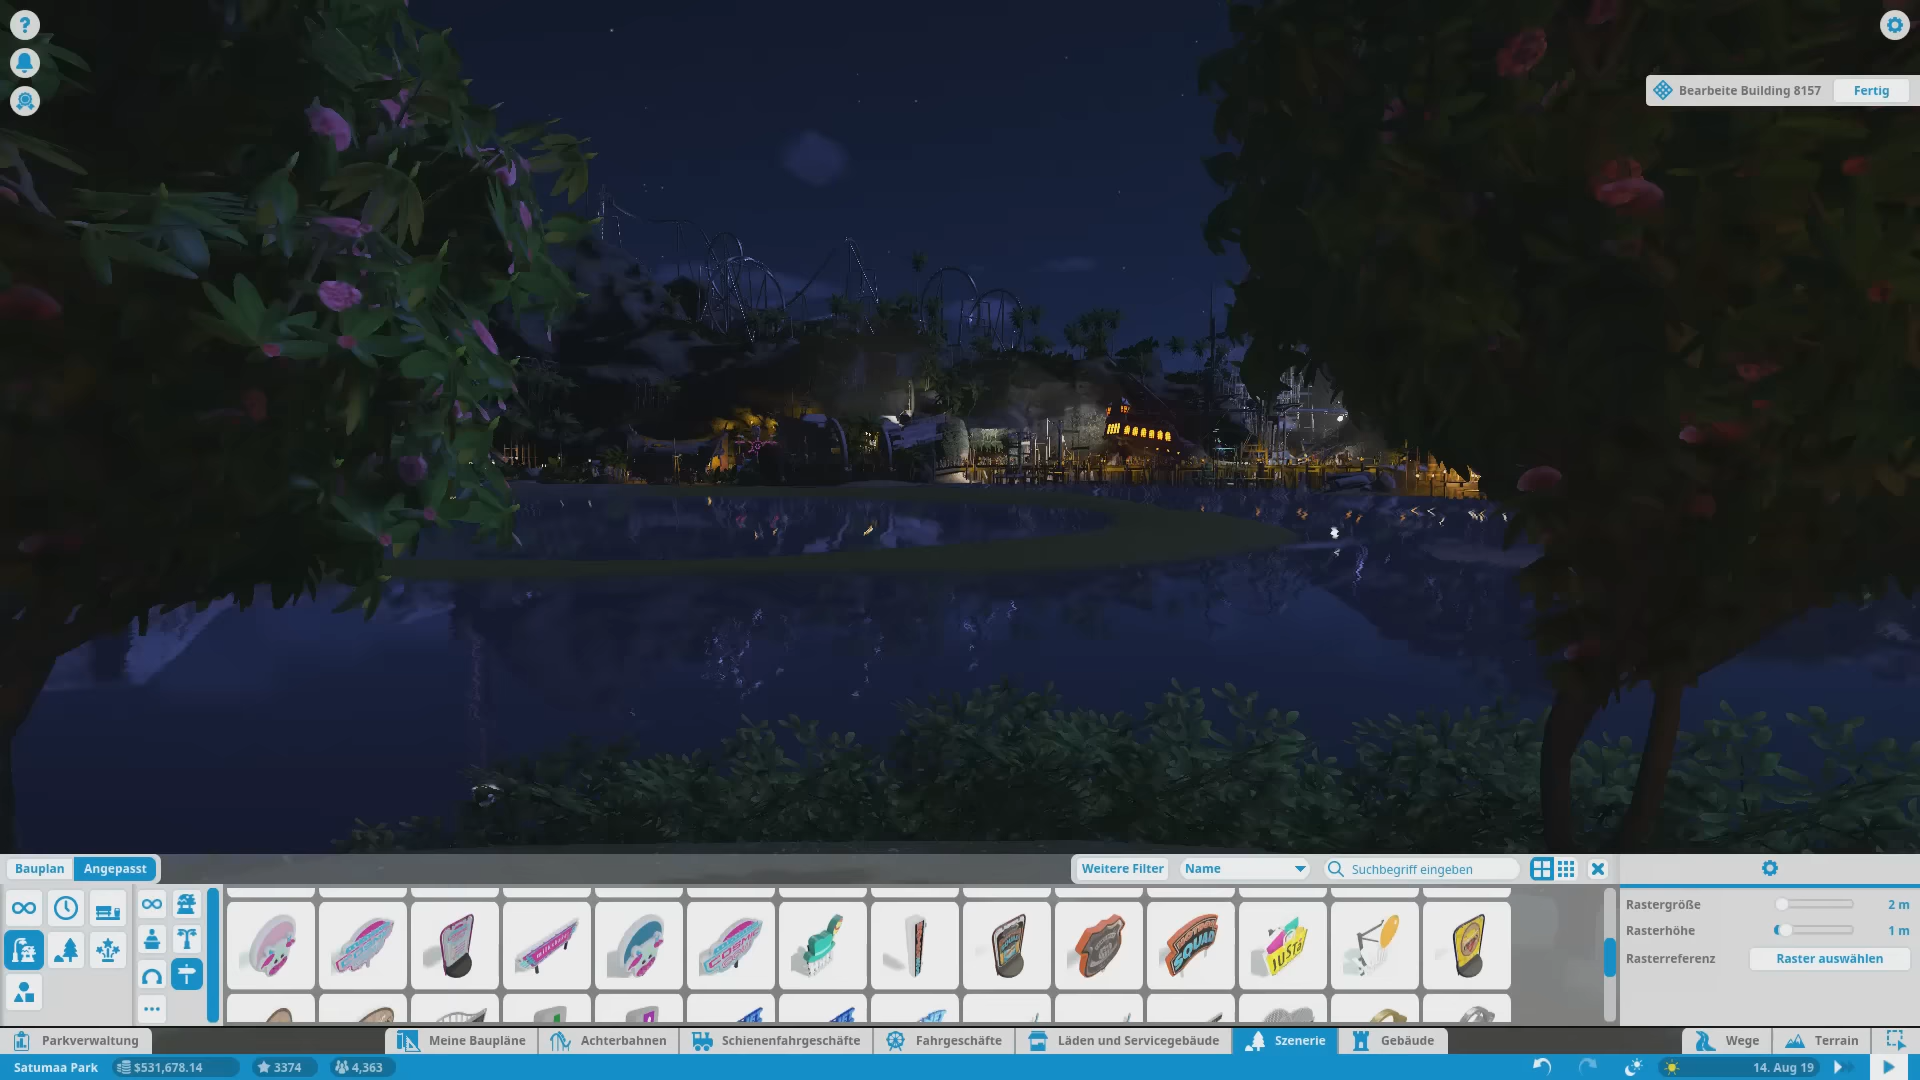 Bearbeite Building 8157
Fertig
Bauplan
Angepasst
Weitere Filter
Name
Suchbegriff eingeben
Rastergröße
2 m
Rasterhöhe
1 m
Rasterreferenz
Raster auswählen
SQUAD
Parkverwaltung
Meine Baupläne
Achterbahnen
Schienenfahrgeschäfte
Fahrgeschäfte
Läden und Servicegebäude
Szenerie
Gebäude
Wege
Terrain
Satumaa Park
$531,678.14
3374
4,363
14. Aug 19